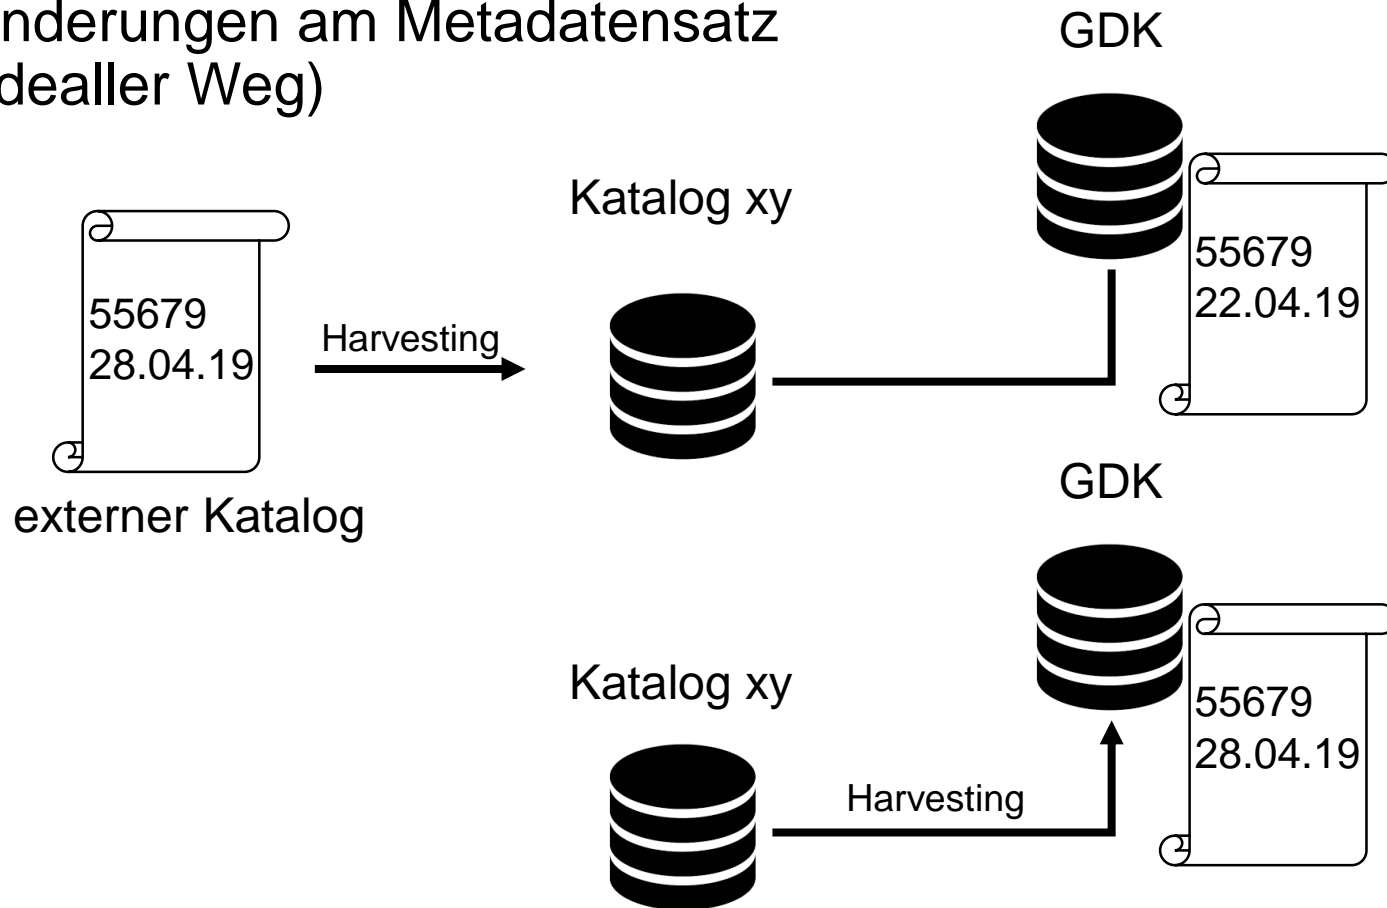 nderungen am Metadatensatz
dealler Weg)
GDK
Katalog xy
55679
22.04.19
55679
28.04.19
Harvesting
externer Katalog
GDK
Katalog xy
55679
28.04.19
Harvesting